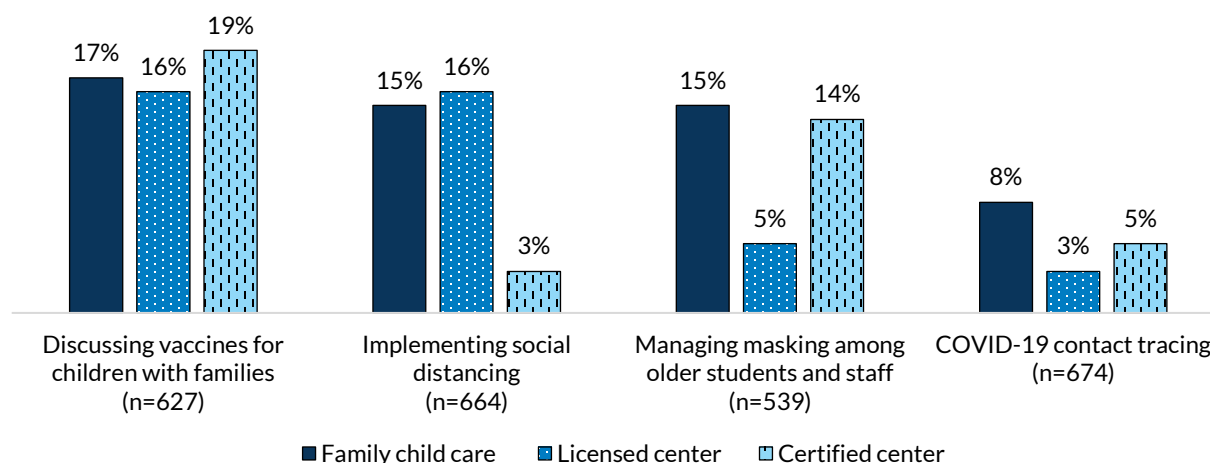 17%
16%
19%
15%
16%
3%
15%
5%
14%
8%
3%
5%
Discussing vaccines for
children with families
(n=627)
Implementing social
distancing
(n=664)
Managing masking among
older students and staff
(n=539)
COVID-19 contact tracing
(n=674)
Family child care
Licensed center
Certified center